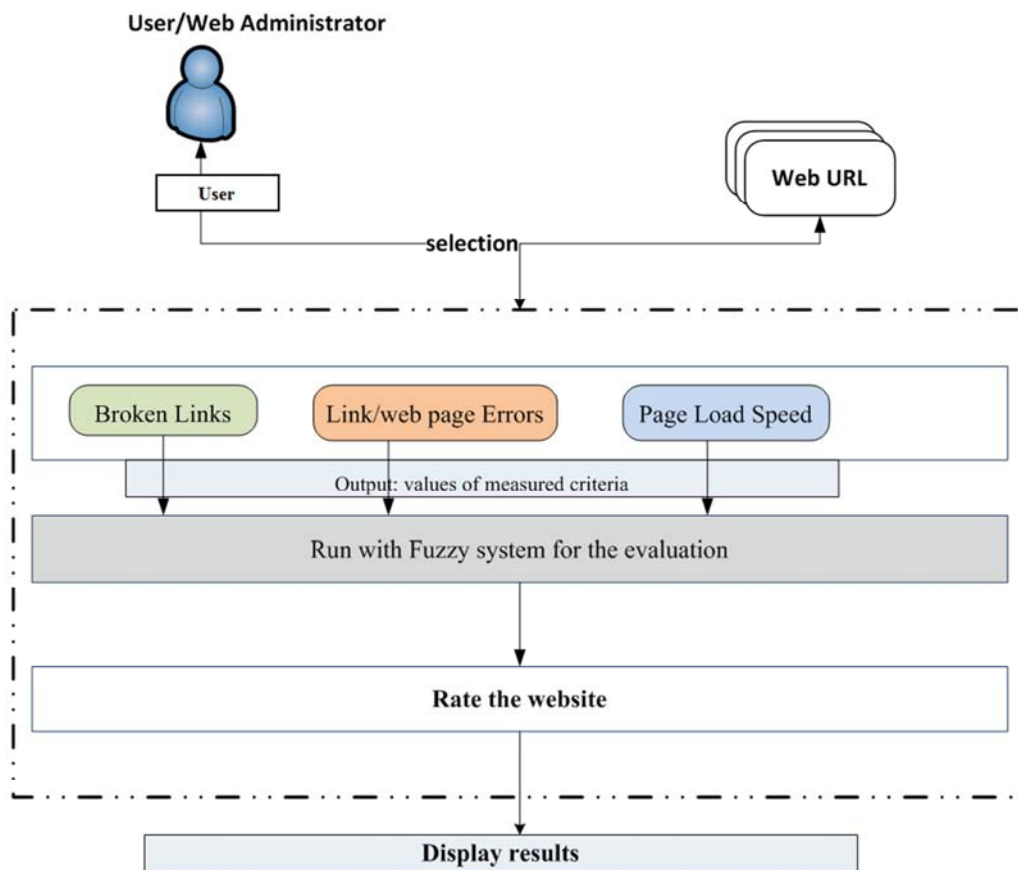 User/Web Administrator
User
Web URL
selection
Broken Links
Link/web page Errors
Page Load Speed
Output: values of measured criteria
Run with Fuzzy system for the evaluation
Rate the website
Display results